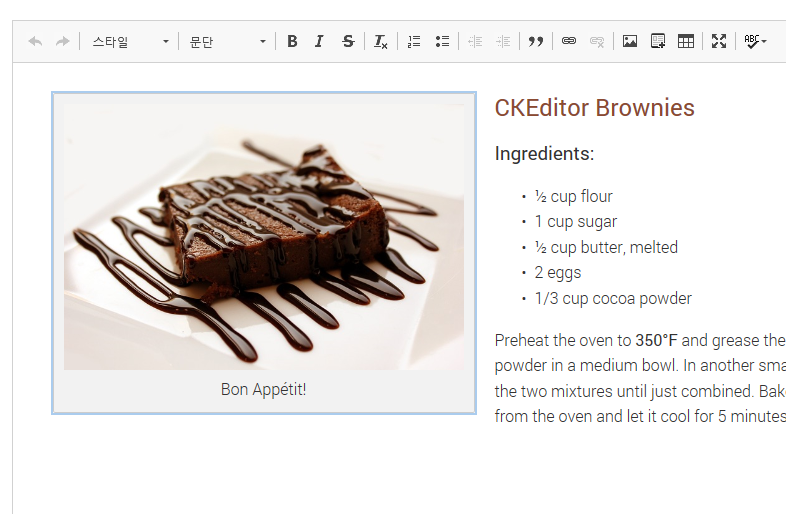 스타일 문단 B I S Tx ABC
CKEditor Brownies
Ingredients:
• ½ cup flour
• 1 cup sugar
• ½ cup butter, melted
• 2 eggs
• 1/3 cup cocoa powder
Preheat the oven to 350°F and grease the
powder in a medium bowl. In another sma
the two mixtures until just combined. Bak
from the oven and let it cool for 5 minutes
Bon Appétit!